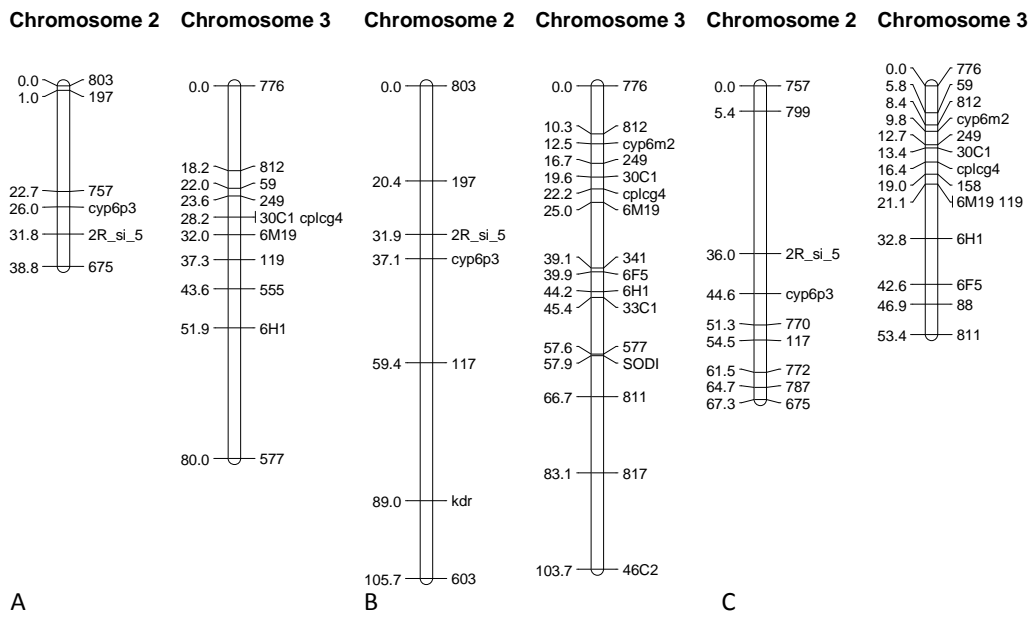 Chromosome 2
0.0 803
1.0 197
22.7 757
26.0 cyp6p3
31.8 2R_si_5
38.8 675
Chromosome 3
0.0 776
18.2 812
22.0 59
23.6 249
28.2 30C1 cplcg4
32.0 6M19
37.3 119
43.6 555
51.9 6H1
80.0 577
A
Chromosome 2
0.0 803
20.4 197
31.9 2R_si_5
37.1 cyp6p3
59.4 117
89.0 kdr
105.7 603
Chromosome 3
0.0 776
10.3 812
12.5 cyp6m2
16.7 249
19.6 30C1
22.2 cplcg4
25.0 6M19
39.1 341
39.9 6F5
44.2 6H1
45.4 33C1
57.6 577
57.9 SODI
66.7 811
83.1 817
103.7 46C2
B
Chromosome 2
0.0 757
5.4 799
36.0 2R_si_5
44.6 cyp6p3
51.3 770
54.5 117
61.5 772
64.7 787
67.3 675
Chromosome 3
0.0 776
5.8 59
8.4 812
9.8 cyp6m2
12.7 249
13.4 30C1
16.4 cplcg4
19.0 158
21.1 6M19 119
32.8 6H1
42.6 6F5
46.9 88
53.4 811
C